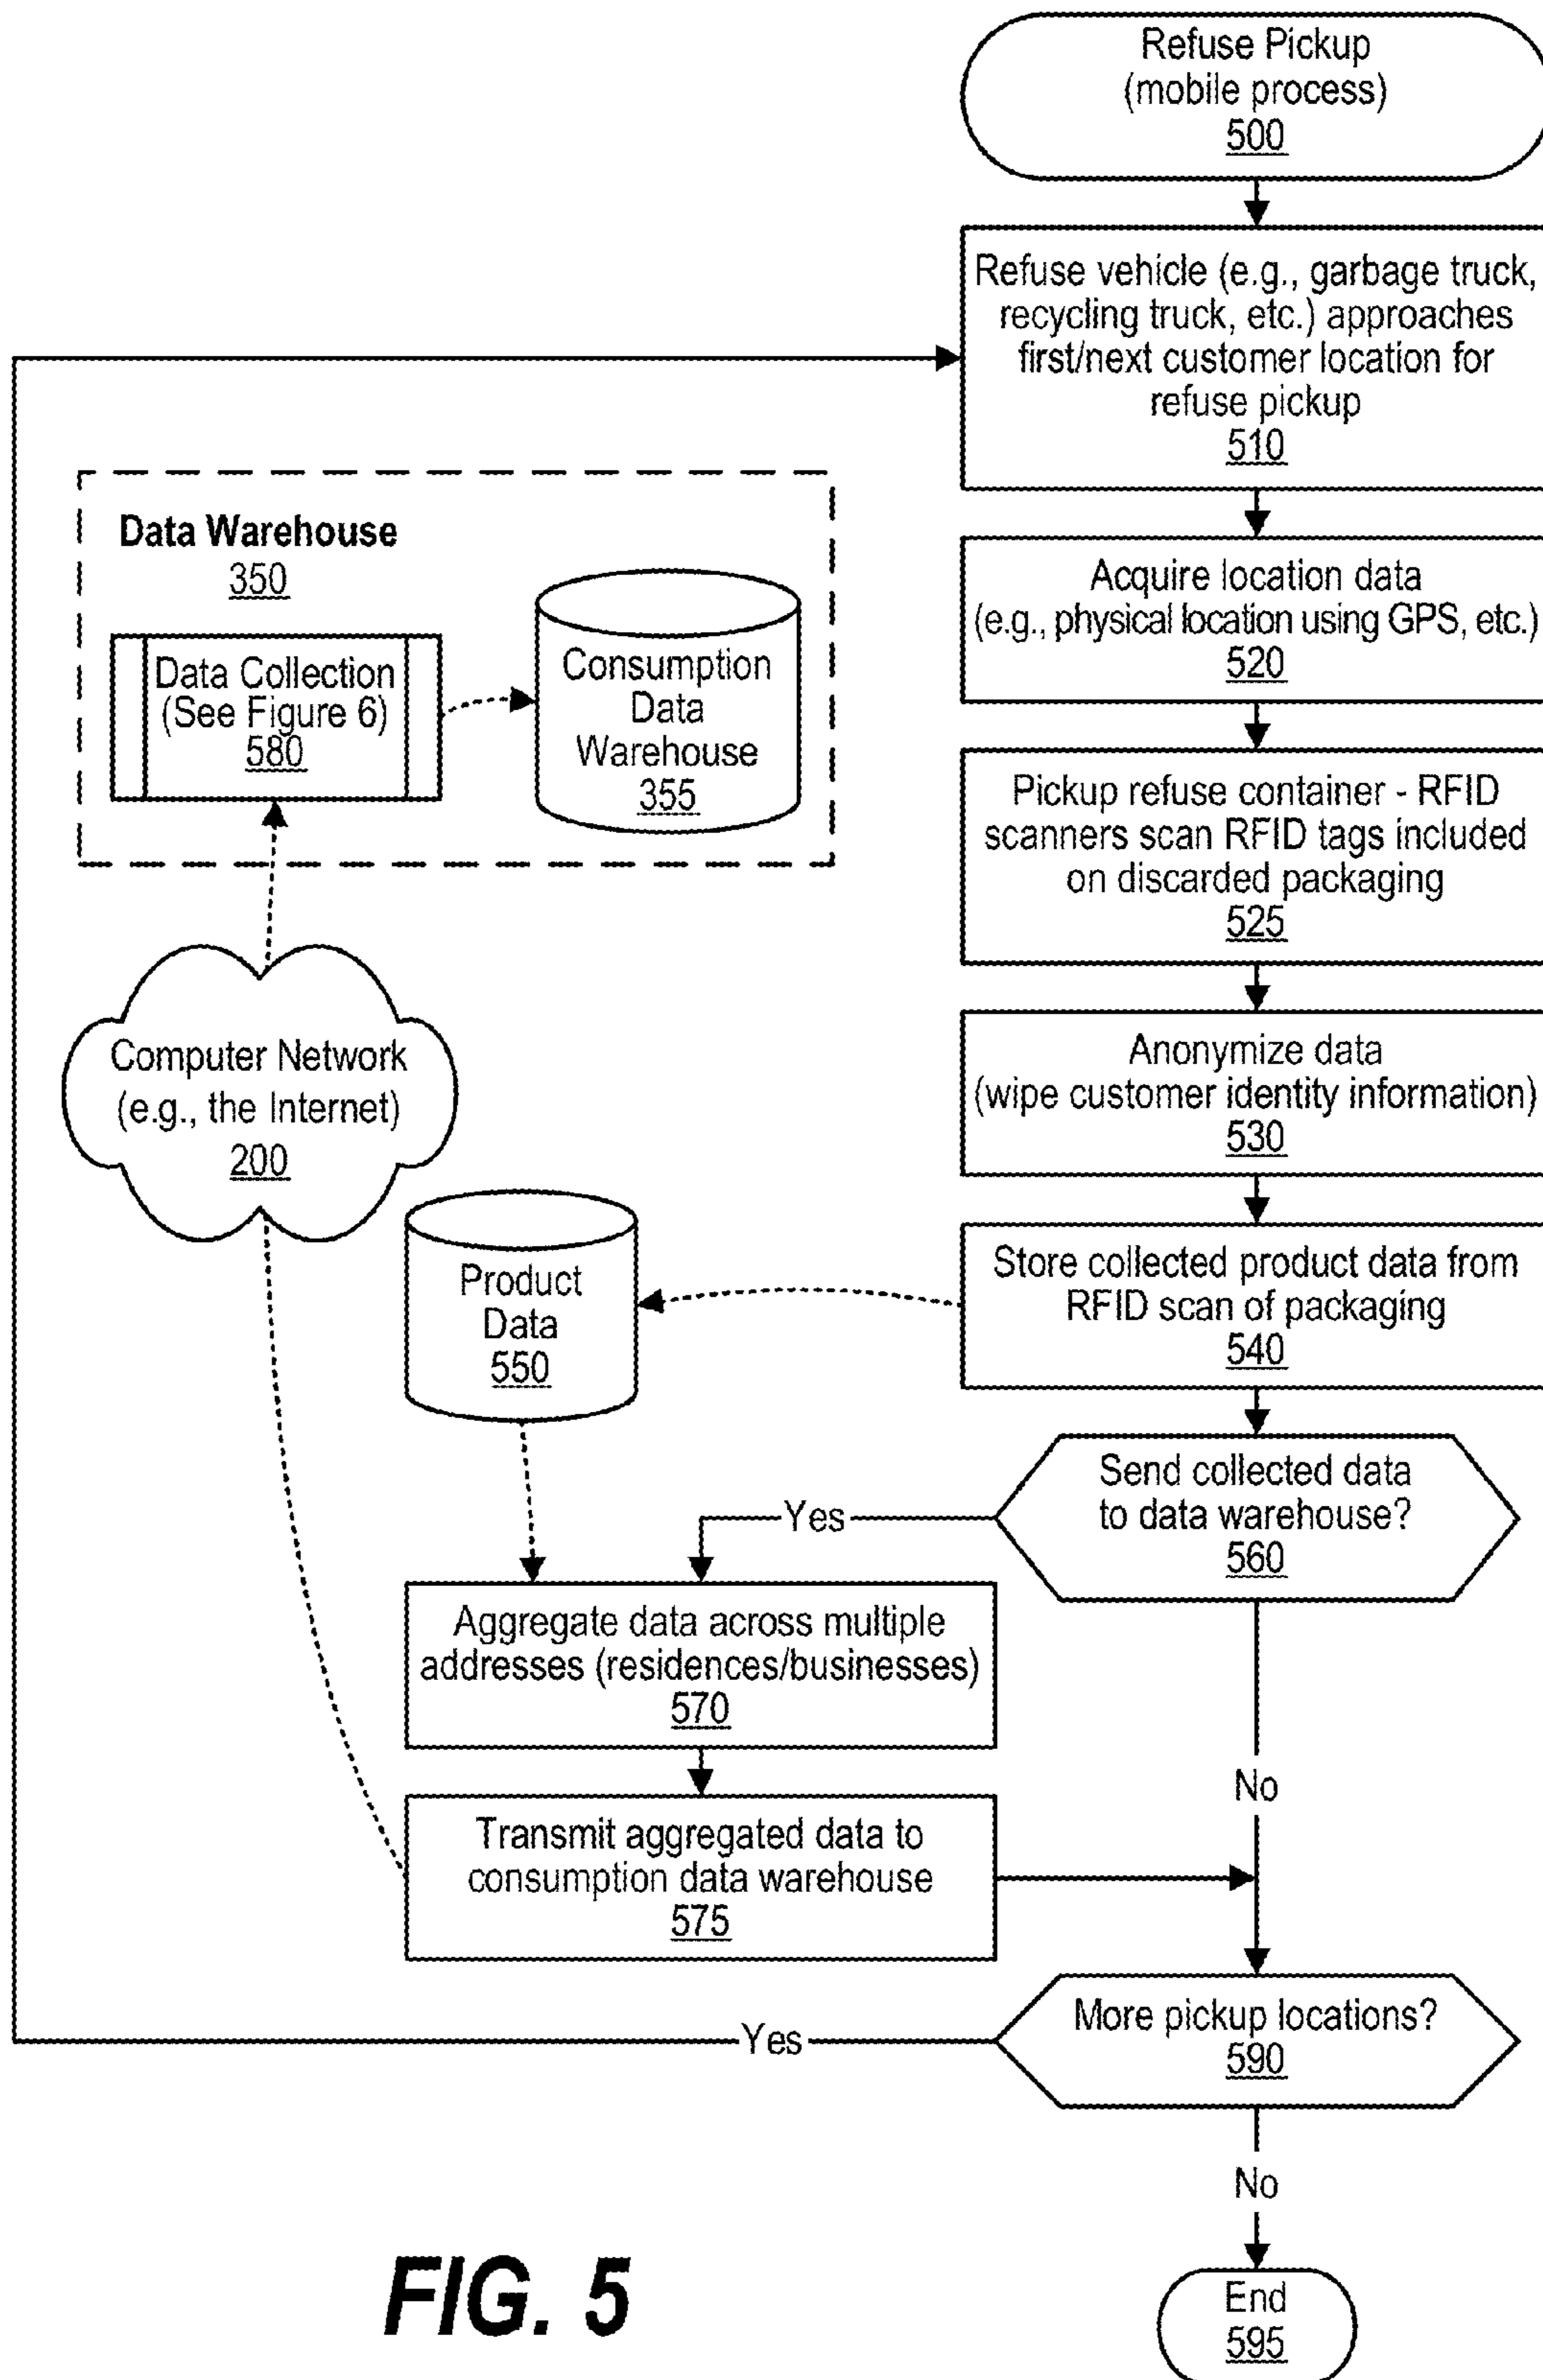 Refuse Pickup
(mobile process)
500
Refuse vehicle (e.g., garbage truck,
recycling truck, etc.) approaches
first/next customer location for
refuse pickup
510
Acquire location data
(e.g., physical location using GPS, etc.)
520
Pickup refuse container - RFID
scanners scan RFID tags included
on discarded packaging
525
Anonymize data
(wipe customer identity information)
530
Store collected product data from
RFID scan of packaging
540
Product
Data
550
Send collected data
to data warehouse?
560
Yes
No
Aggregate data across multiple
addresses (residences/businesses)
570
Transmit aggregated data to
consumption data warehouse
575
Computer Network
(e.g., the Internet)
200
Data Warehouse
350
Data Collection
(See Figure 6)
580
Consumption
Data
Warehouse
355
More pickup locations?
590
Yes
No
End
595
FIG. 5